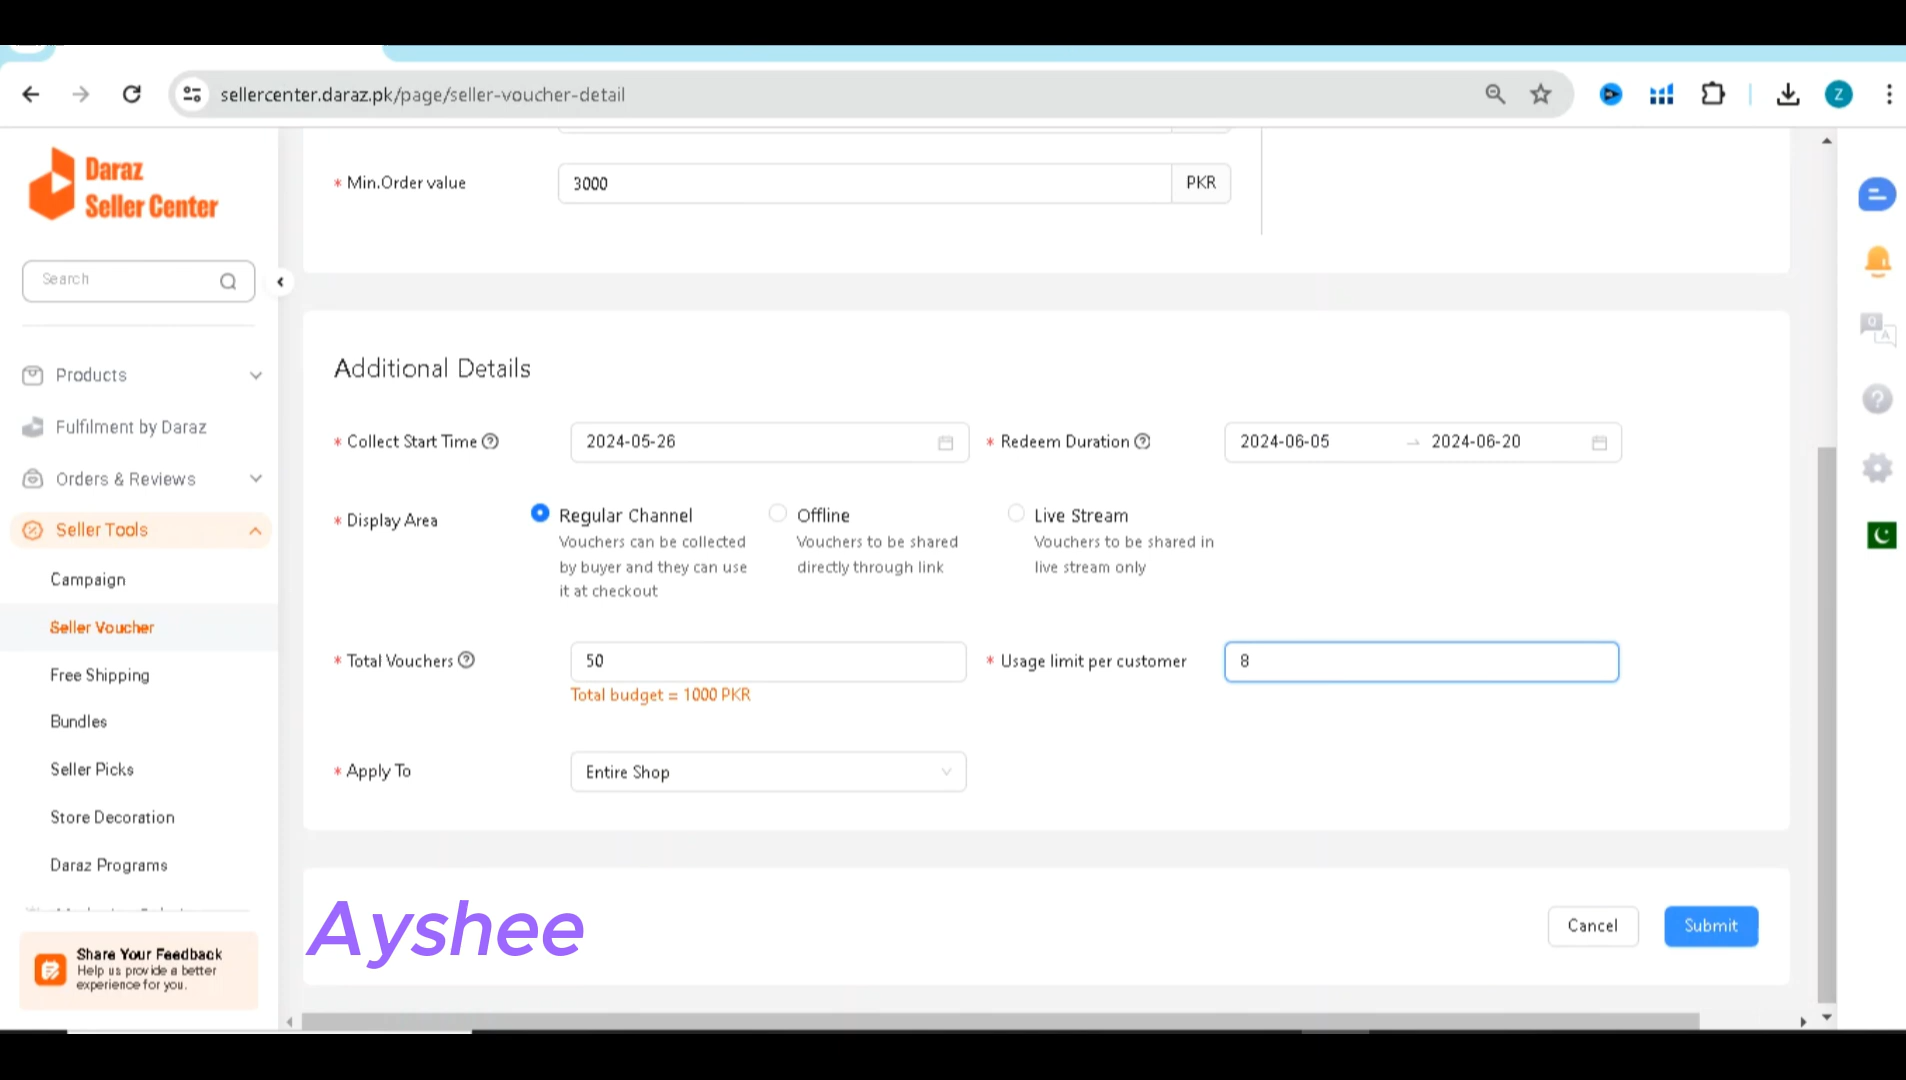 sellercenter.daraz.pk/page/seller-voucher-detail
Z
Daraz
Seller Center
Search
Products
Fulfilment by Daraz
Orders & Reviews
Seller Tools
Campaign
Seller Voucher
Free Shipping
Bundles
Seller Picks
Store Decoration
Daraz Programs
Share Your Feedback
Help us provide a better
experience for you.
* Min.Order value
3000
PKR
Additional Details
* Collect Start Time
2024-05-26
* Redeem Duration
2024-06-05 → 2024-06-20
* Display Area
Regular Channel
Vouchers can be collected
by buyer and they can use
it at checkout
Offline
Vouchers to be shared
directly through link
Live Stream
Vouchers to be shared in
live stream only
* Total Vouchers
50
Total budget = 1000 PKR
* Usage limit per customer
8
* Apply To
Entire Shop
Ayshee
Cancel
Submit